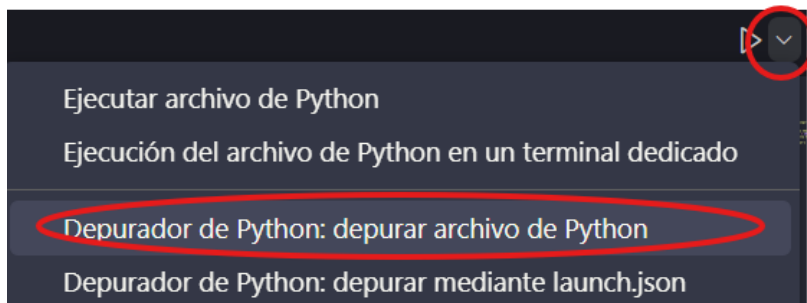 Ejecutar archivo de Python
Ejecución del archivo de Python en un terminal dedicado
Depurador de Python: depurar archivo de Python
Depurador de Python: depurar mediante launch.json